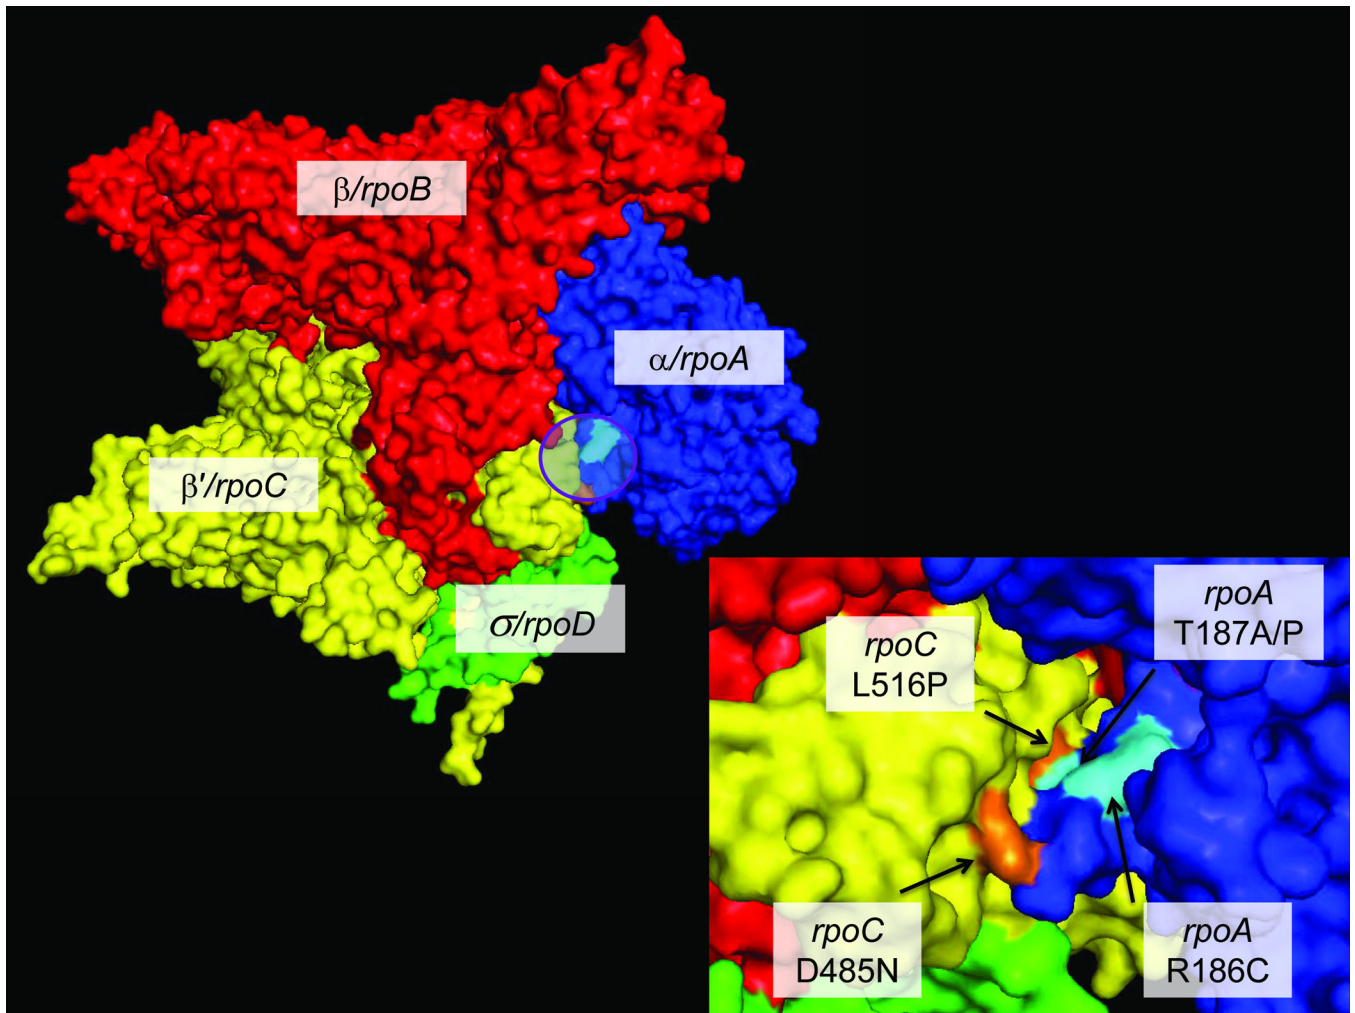 β/rpoB
α/rpoA
β'/rpoC
σ/rpoD
rpoA
T187A/P
rpoC
L516P
rpoC
D485N
rpoA
R186C